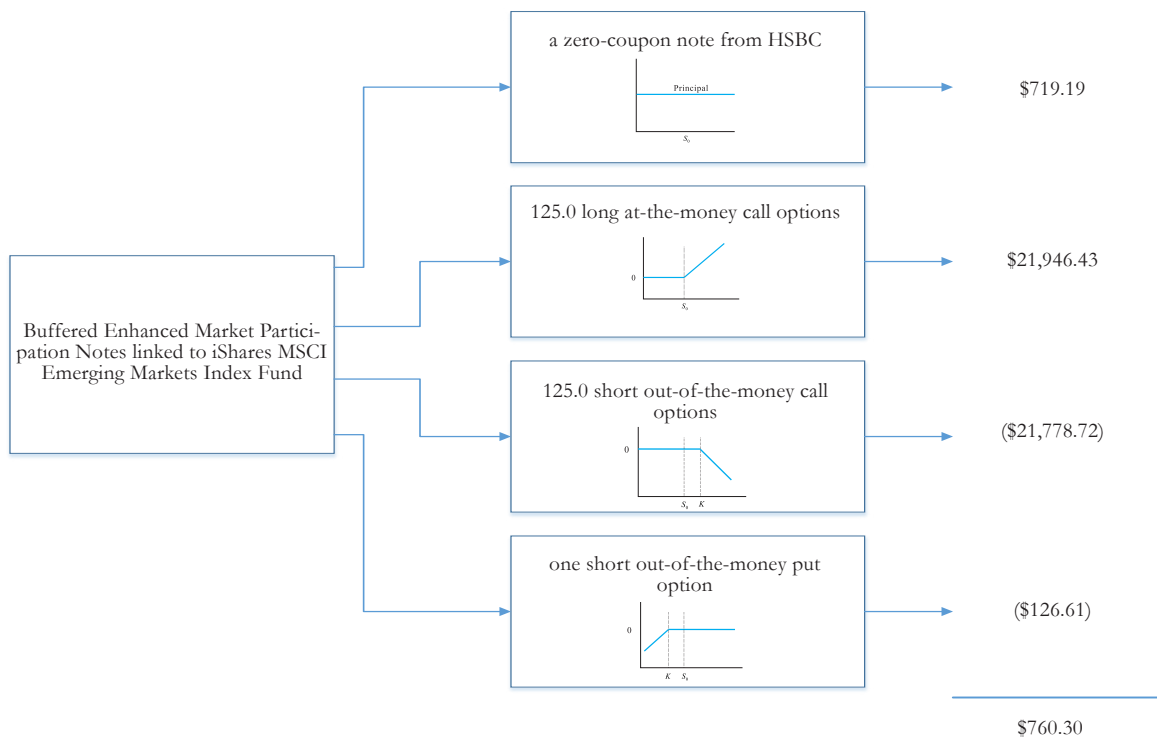 a zero-coupon note from HSBC
Principal
S0
$719.19
125.0 long at-the-money call options
0
S0
$21,946.43
Buffered Enhanced Market Partici-
pation Notes linked to iShares MSCI
Emerging Markets Index Fund
125.0 short out-of-the-money call
options
0
S0 K
($21,778.72)
one short out-of-the-money put
option
0
K S0
($126.61)
$760.30